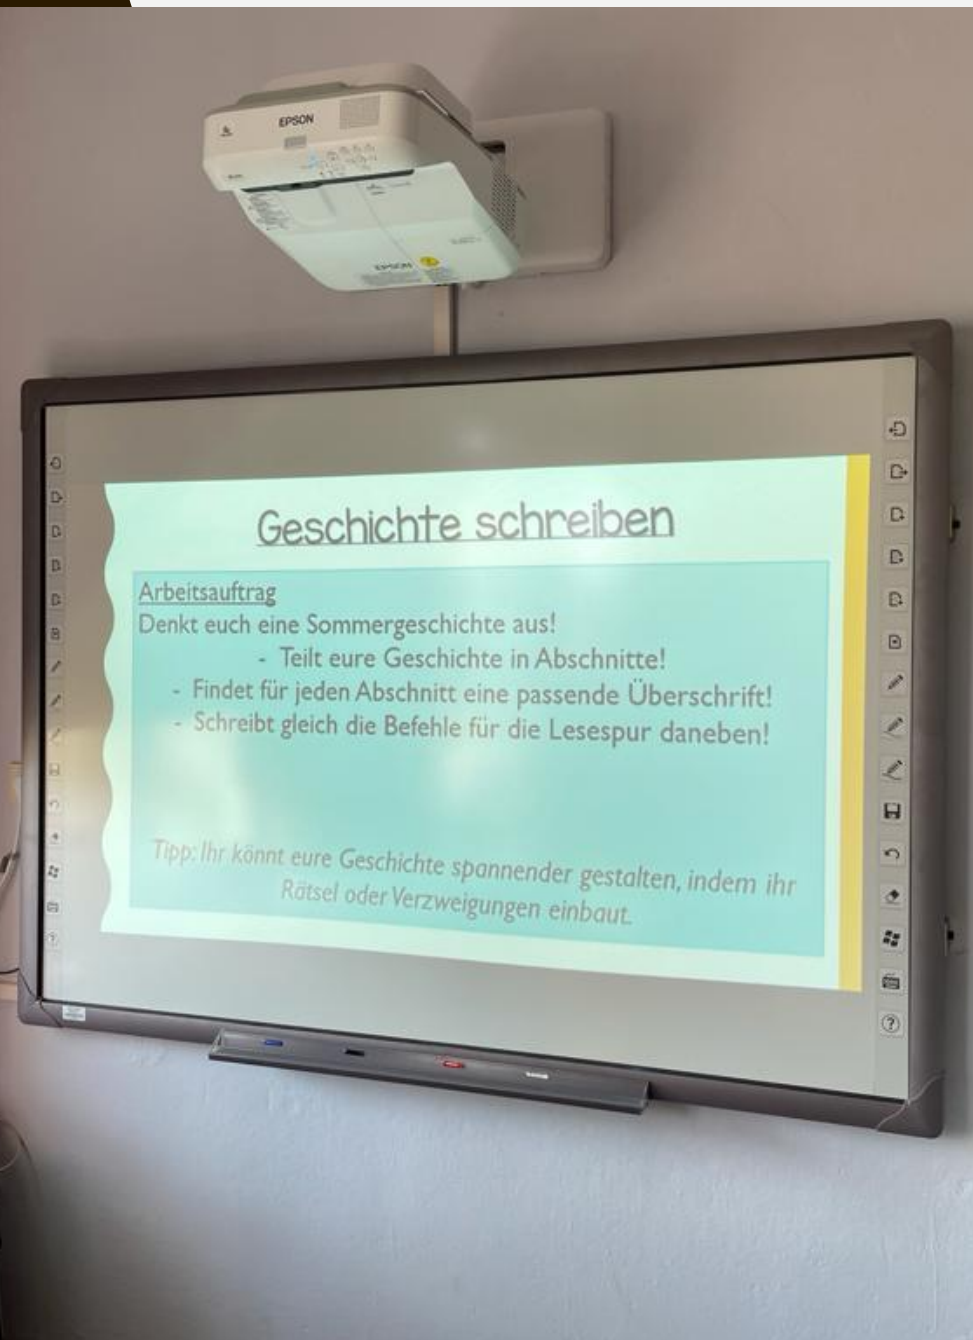 EPSON
EPSON
Geschichte schreiben
Arbeitsauftrag
Denkt euch eine Sommergeschichte aus!
- Teilt eure Geschichte in Abschnitte!
- Findet für jeden Abschnitt eine passende Überschrift!
- Schreibt gleich die Befehle für die Lesespur daneben!
Tipp: Ihr könnt eure Geschichte spannender gestalten, indem ihr
Rätsel oder Verzweigungen einbaut.
?
?